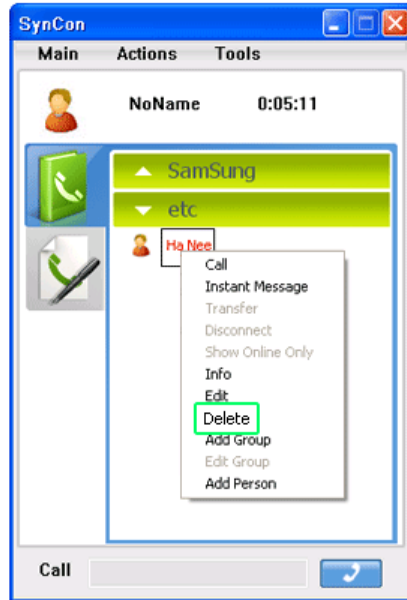 SynCon
Main Actions Tools
NoName 0:05:11
SamSung
etc
Ha Nee
Call
Instant Message
Transfer
Disconnect
Show Online Only
Info
Edit
Delete
Add Group
Edit Group
Add Person
Call